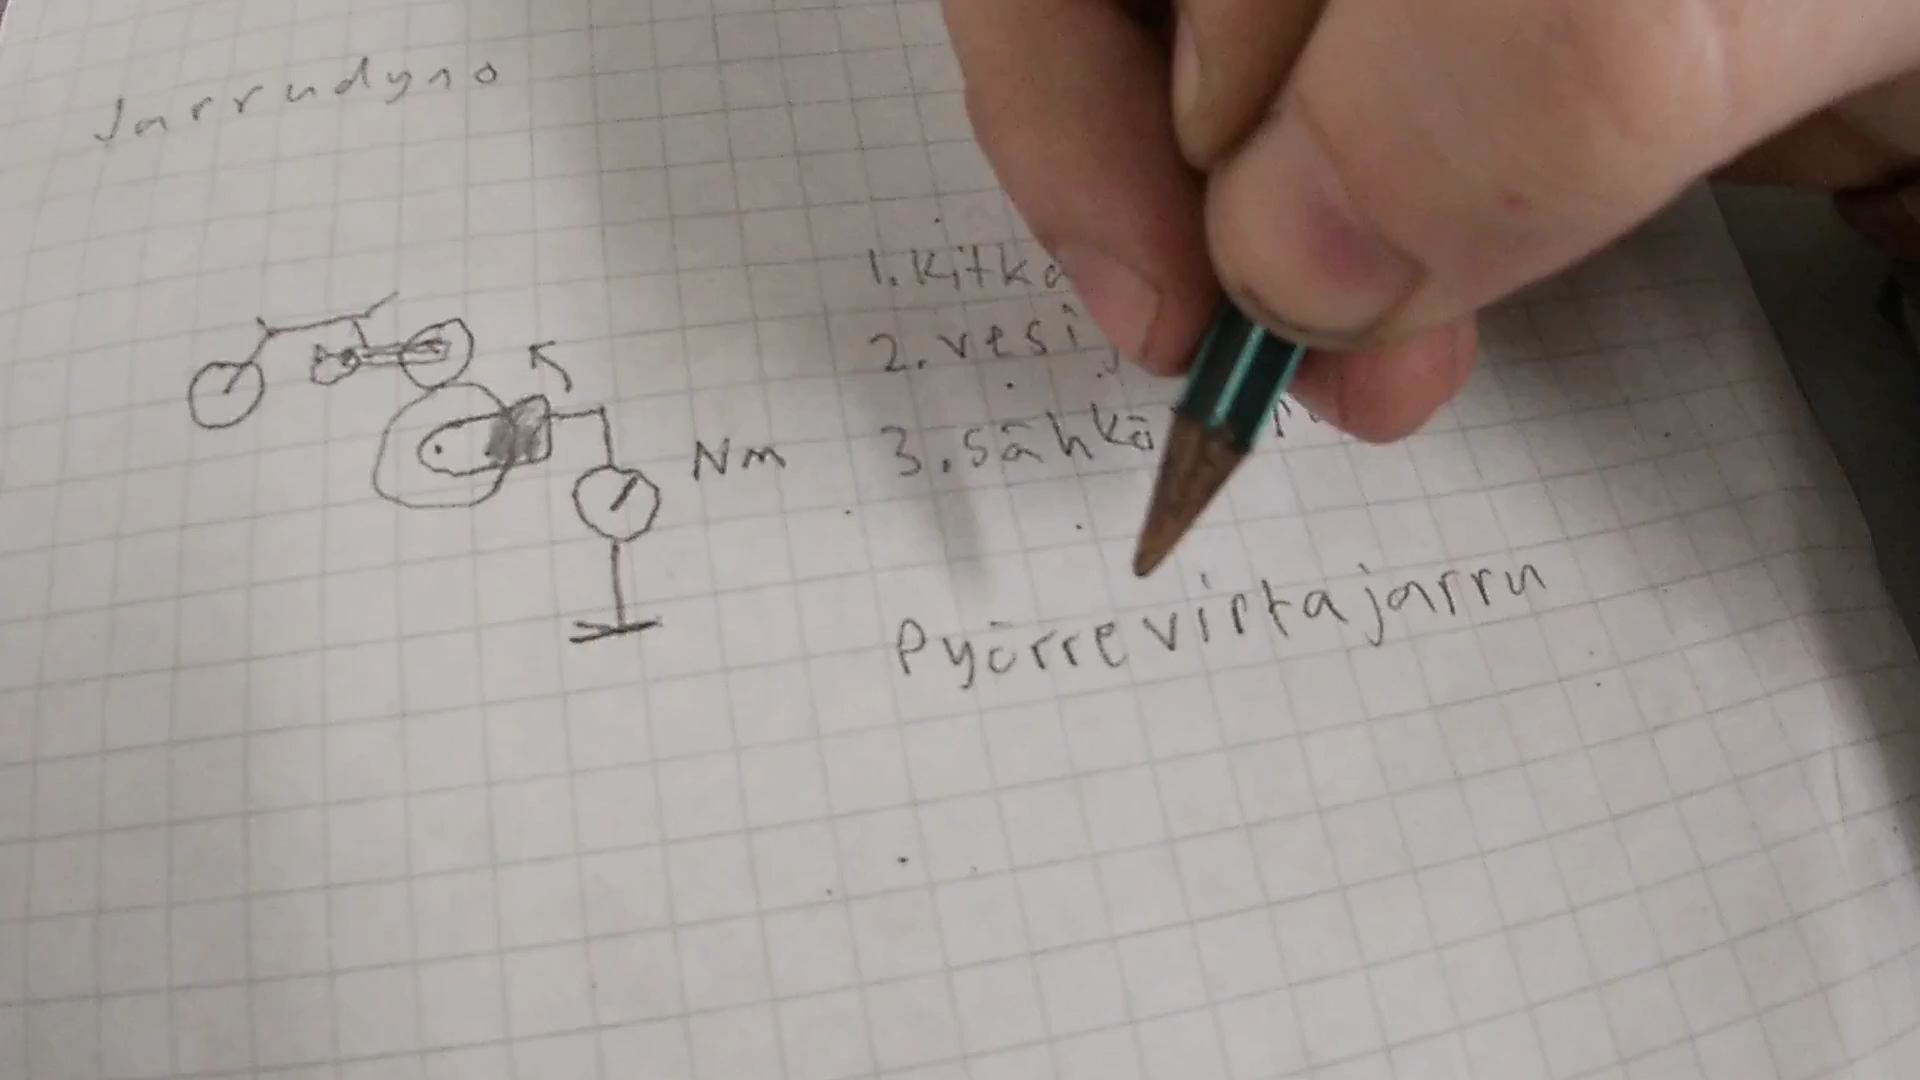 Jarrudyno
1. Kitka
2. vesi
3. sähkö
Nm
Pyörrevirtajarru